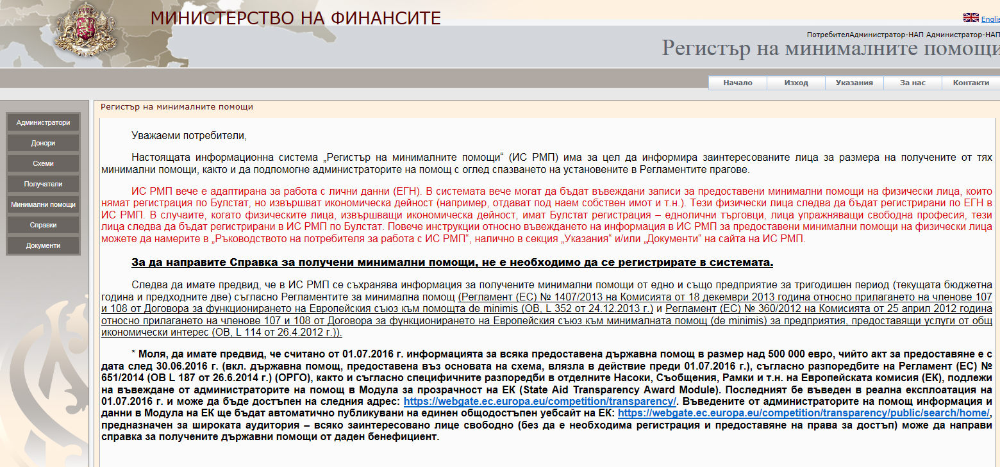 МИНИСТЕРСТВО НА ФИНАНСИТЕ
Englis
ПотребителАдминистратор-НАП Администратор-НАП
Регистър на минималните помощи
Начало Изход Указания За нас Контакти
Администратори
Донори
Схеми
Получатели
Минимални помощи
Справки
Документи
Регистър на минималните помощи
Уважаеми потребители,
Настоящата информационна система „Регистър на минималните помощи“ (ИС РМП) има за цел да информира заинтересованите лица за размера на получените от тях
минимални помощи, както и да подпомогне администраторите на помощ с оглед спазването на установените в Регламентите прагове.
ИС РМП вече е адаптирана за работа с лични данни (ЕГН). В системата вече могат да бъдат въвеждани записи за предоставени минимални помощи на физически лица, които
нямат регистрация по Булстат, но извършват икономическа дейност (например, отдават под наем собствен имот и т.н.). Тези физически лица следва да бъдат регистрирани по ЕГН в
ИС РМП. В случаите, когато физическите лица, извършващи икономическа дейност, имат Булстат регистрация – еднолични търговци, лица упражняващи свободна професия, тези
лица следва да бъдат регистрирани в ИС РМП по Булстат. Повече инструкции относно въвеждането на информация в ИС РМП за предоставени минимални помощи на физически лица
можете да намерите в „Ръководството на потребителя за работа с ИС РМП“, налично в секция „Указания“ и/или „Документи“ на сайта на ИС РМП.
За да направите Справка за получени минимални помощи, не е необходимо да се регистрирате в системата.
Следва да имате предвид, че в ИС РМП се съхранява информация за получените минимални помощи от едно и също предприятие за тригодишен период (текущата бюджетна
година и предходните две) съгласно Регламентите за минимална помощ (Регламент (ЕС) № 1407/2013 на Комисията от 18 декември 2013 година относно прилагането на членове 107
и 108 от Договора за функционирането на Европейския съюз към помощта de minimis (ОВ, L 352 от 24.12.2013 г.) и Регламент (ЕС) № 360/2012 на Комисията от 25 април 2012 година
относно прилагането на членове 107 и 108 от Договора за функционирането на Европейския съюз към минималната помощ (de minimis) за предприятия, предоставящи услуги от общ
икономически интерес (ОВ, L 114 от 26.4.2012 г.)).
* Моля, да имате предвид, че считано от 01.07.2016 г. информацията за всяка предоставена държавна помощ в размер над 500 000 евро, чийто акт за предоставяне е с
дата след 30.06.2016 г. (вкл. държавна помощ, предоставена въз основата на схема, влязла в действие преди 01.07.2016 г.), съгласно разпоредбите на Регламент (ЕС) №
651/2014 (ОВ L 187 от 26.6.2014 г.) (ОРГО), както и съгласно специфичните разпоредби в отделните Насоки, Съобщения, Рамки и т.н. на Европейската комисия (ЕК), подлежи
на въвеждане от администраторите на помощ в Модула за прозрачност на ЕК (State Aid Transparency Award Module). Последният бе въведен в реална експлоатация на
01.07.2016 г. и може да бъде достъпен на следния адрес: https://webgate.ec.europa.eu/competition/transparency/. Въведените от администраторите на помощ информация и
данни в Модула на ЕК ще бъдат автоматично публикувани на единен общодостъпен уебсайт на ЕК: https://webgate.ec.europa.eu/competition/transparency/public/search/home/,
предназначен за широката аудитория – всяко заинтересовано лице свободно (без да е необходима регистрация и предоставяне на права за достъп) може да направи
справка за получените държавни помощи от даден бенефициент.